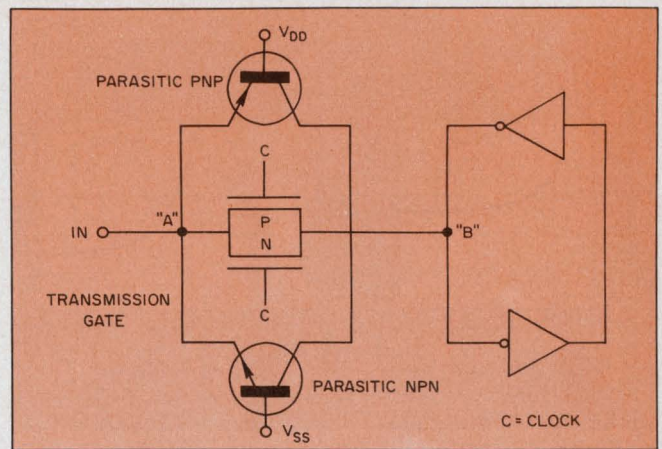 V_DD
PARASITIC PNP
C
"A"
P
"B"
IN
N
TRANSMISSION
GATE
C
PARASITIC NPN
C = CLOCK
V_SS